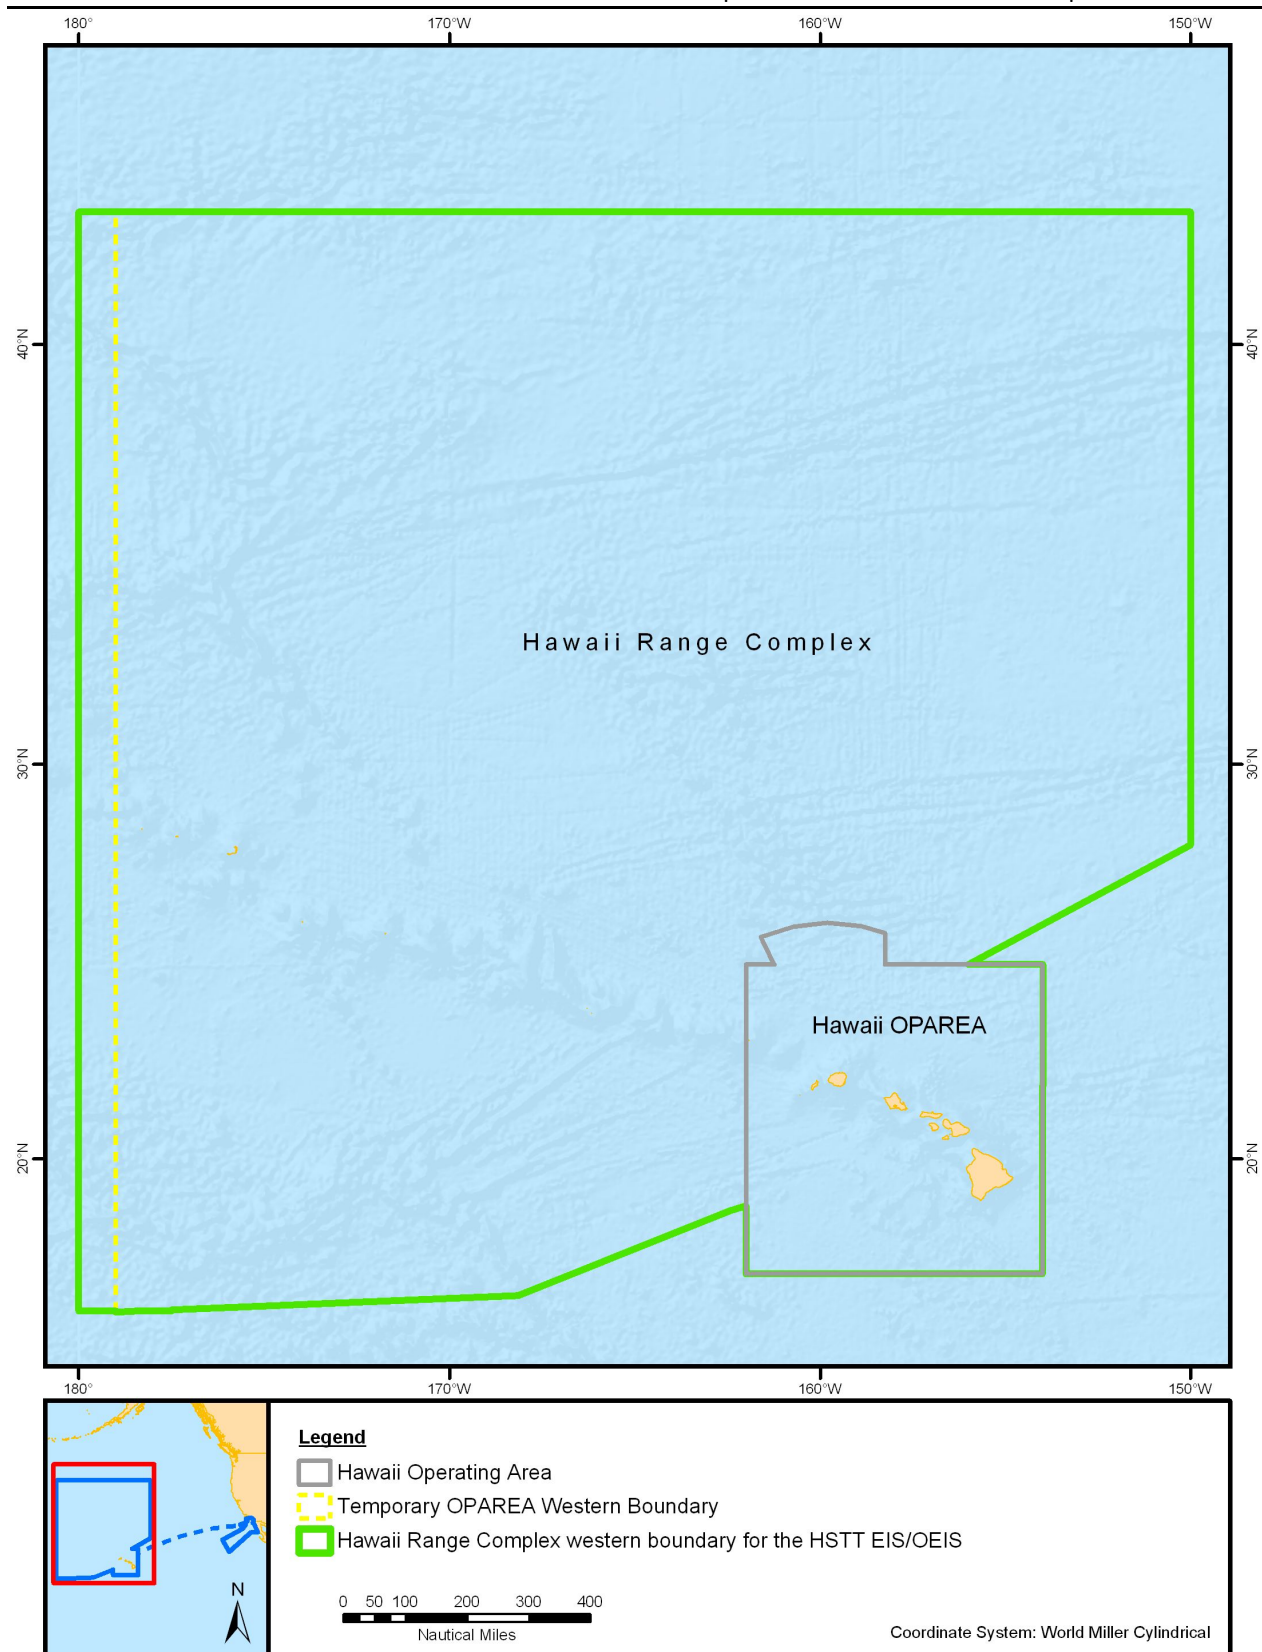 180°
170°W
160°W
150°W
40°N
40°N
Hawaii Range Complex
30°N
30°N
Hawaii OPAREA
20°N
20°N
180°
170°W
160°W
150°W
Legend
Hawaii Operating Area
Temporary OPAREA Western Boundary
Hawaii Range Complex western boundary for the HSTT EIS/OEIS
N
0 50 100 200 300 400
Nautical Miles
Coordinate System: World Miller Cylindrical